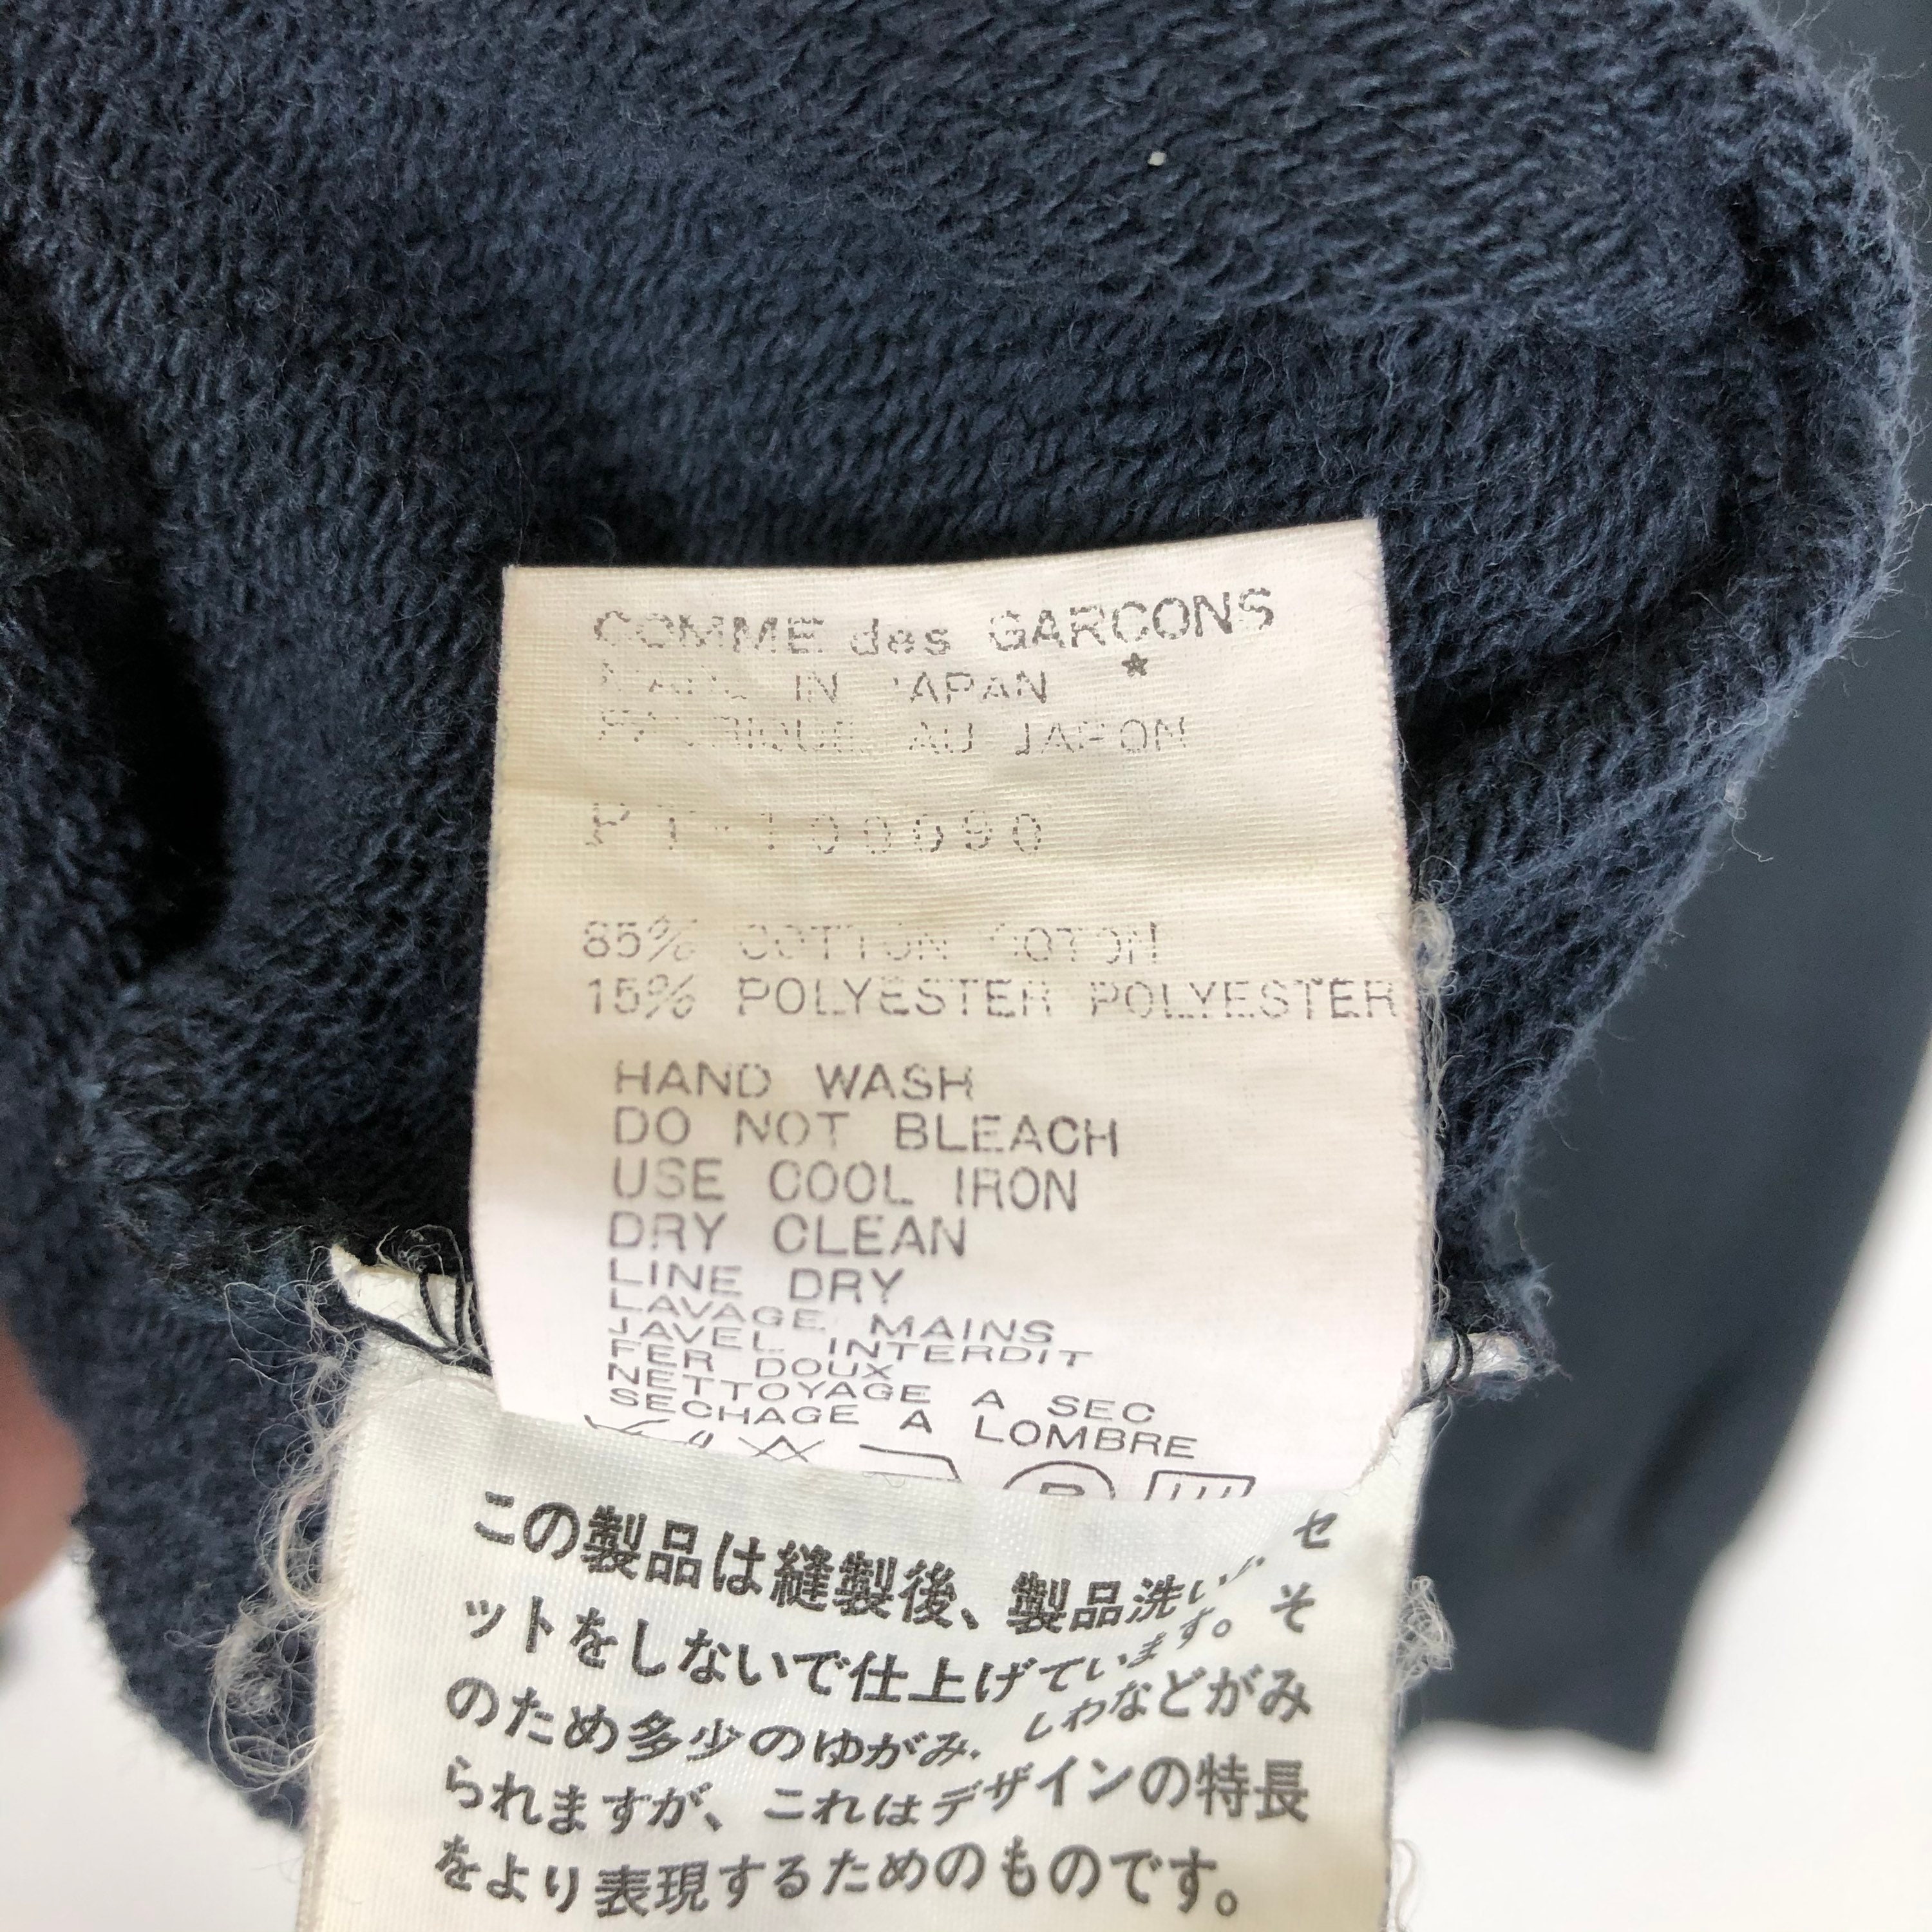 COMME des GARCONS
MADE IN JAPAN
FABRIQUE AU JAPON
PT-100090
85% COTTON COTON
15% POLYESTER POLYESTER
HAND WASH
DO NOT BLEACH
USE COOL IRON
DRY CLEAN
LINE DRY
LAVAGE MAINS
JAVEL INTERDIT
FER DOUX
NETTOYAGE A SEC
SECHAGE A LOMBRE
この製品は縫製後、製品洗い、セ
ットをしないで仕上げています。そ
のため多少のゆがみ、しわなどがみ
られますが、これはデザインの特長
をより表現するためのものです。